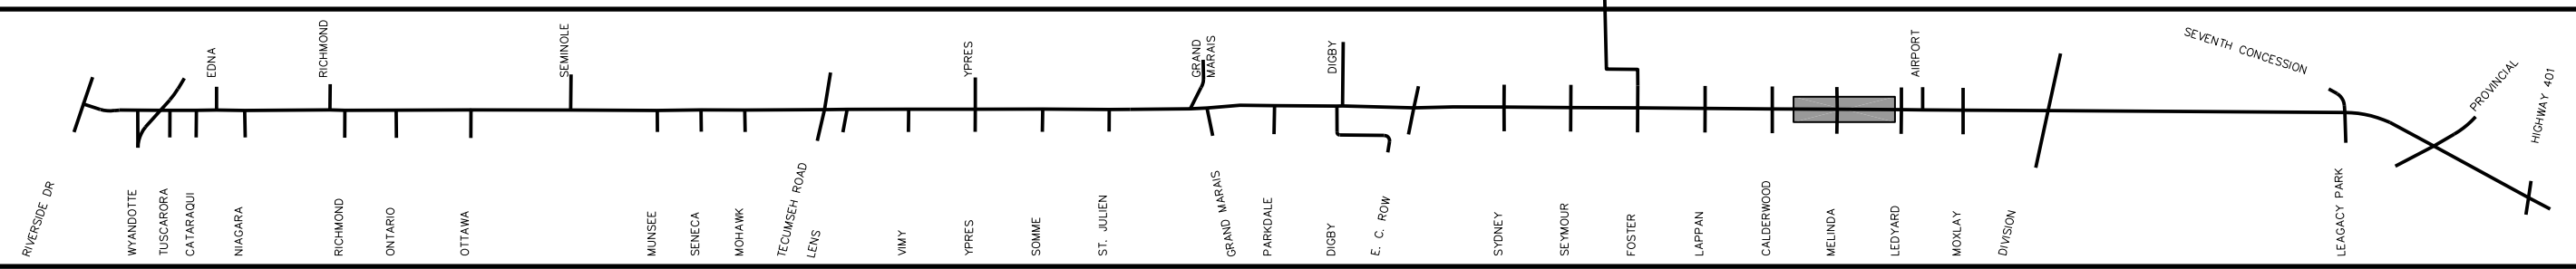 EDNA
RICHMOND
SEMINOLE
YPRES
GRAND
MARAIS
DIGBY
AIRPORT
SEVENTH CONCESSION
PROVINCIAL
HIGHWAY 401
RIVERSIDE DR
WYANDOTTE
TUSCARORA
CATARAQUI
NIAGARA
RICHMOND
ONTARIO
OTTAWA
MUNSEE
SENECA
MOHAWK
TECUMSEH ROAD
LENS
VIMY
YPRES
SOMME
ST. JULIEN
GRAND MARAIS
PARKDALE
DIGBY
E. C. ROW
SYDNEY
SEYMOUR
FOSTER
LAPPAN
CALDERWOOD
MELINDA
LEDYARD
MOXLAY
DIVISION
LEAGACY PARK